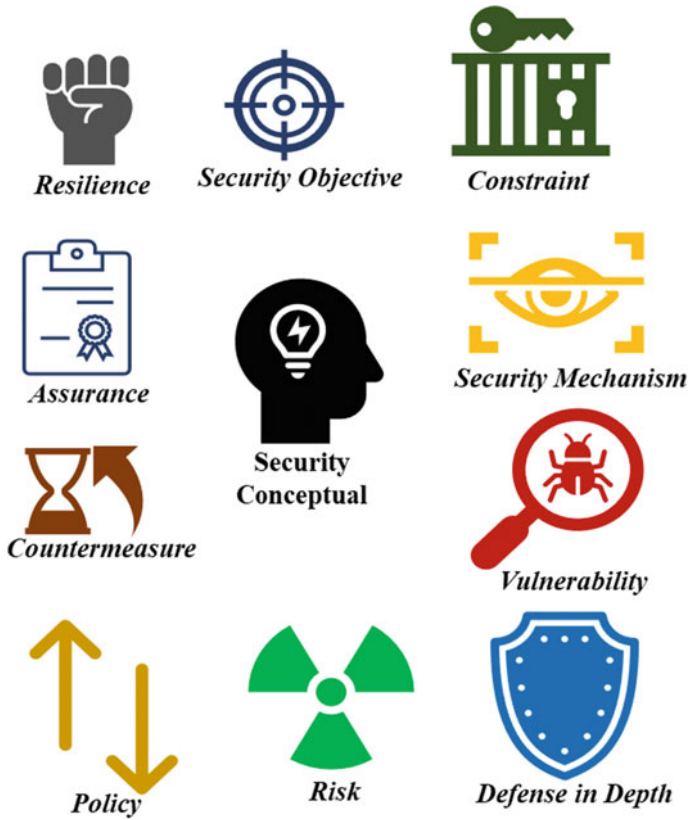 Resilience
Security Objective
Constraint
Assurance
Security Mechanism
Security
Conceptual
Countermeasure
Vulnerability
Policy
Risk
Defense in Depth